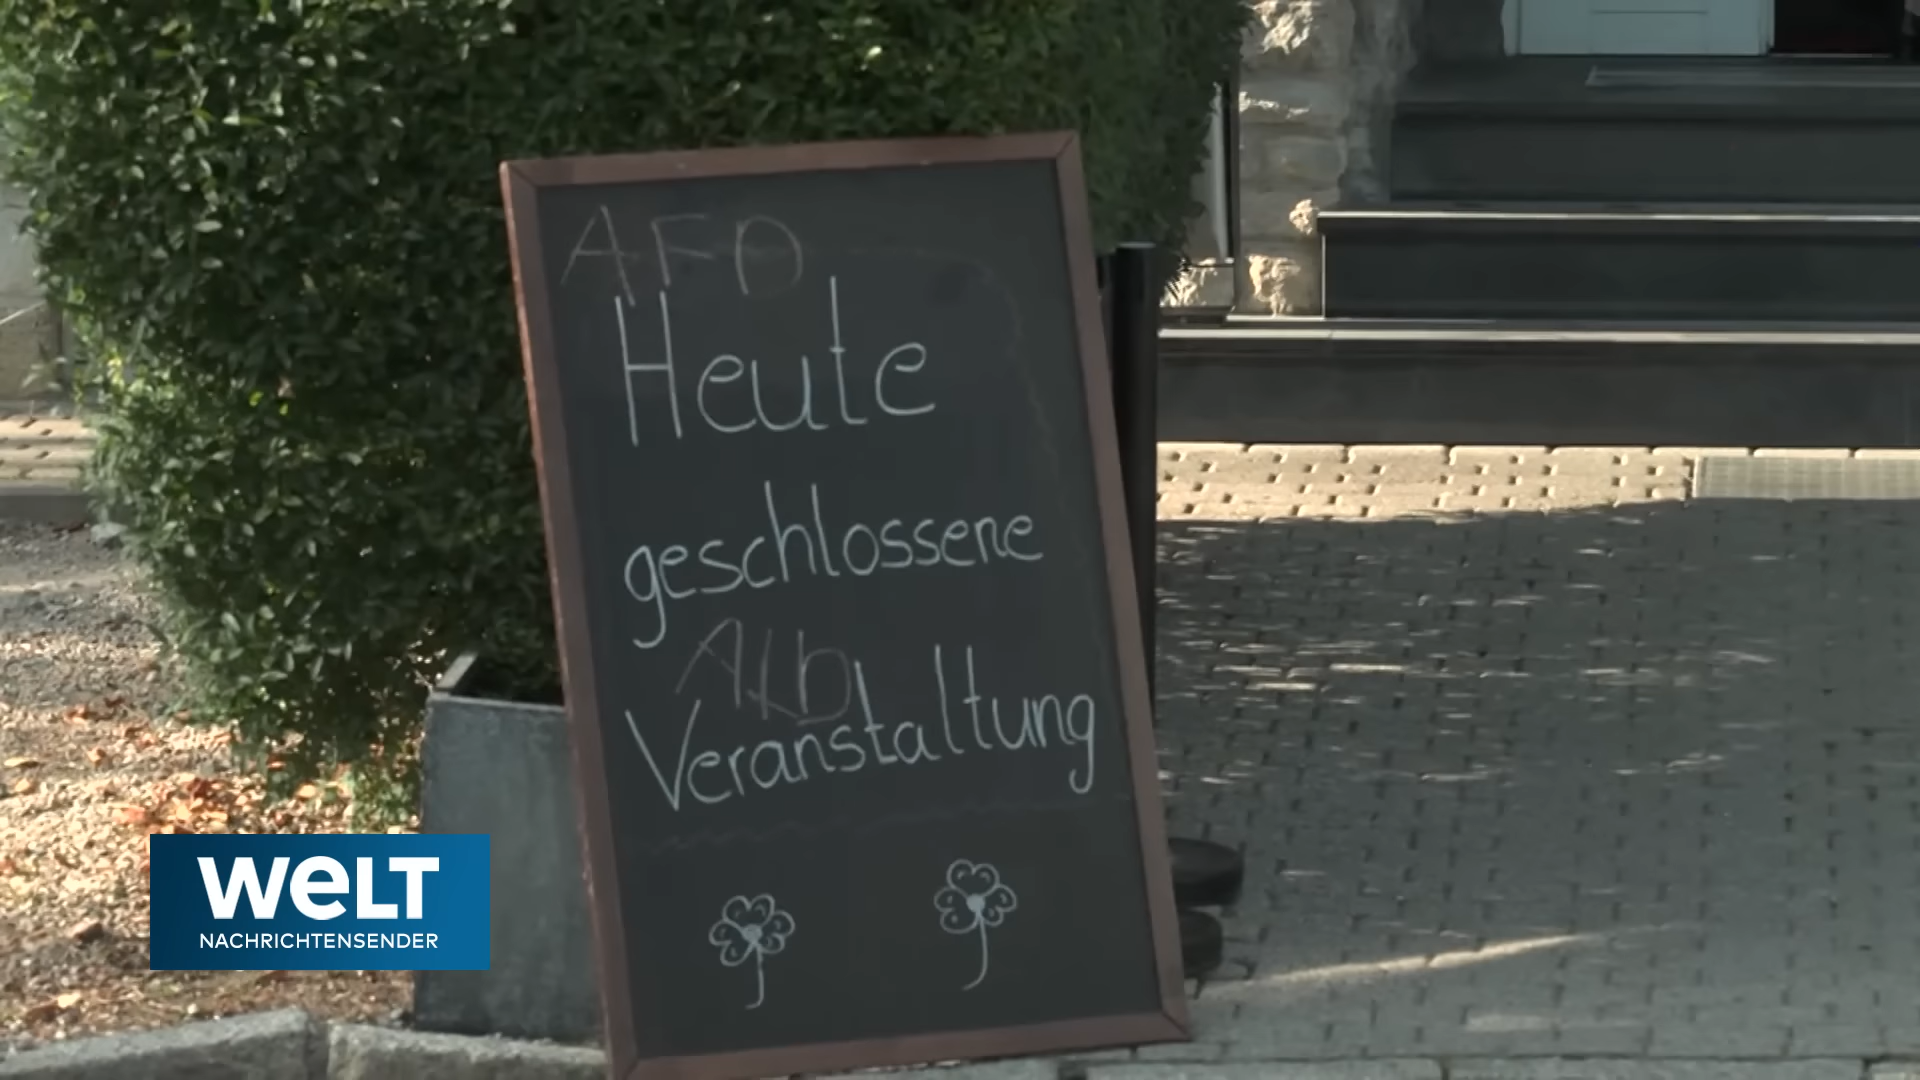 AFD
Heute
geschlossene
AfD
Veranstaltung
WELT
NACHRICHTENSENDER